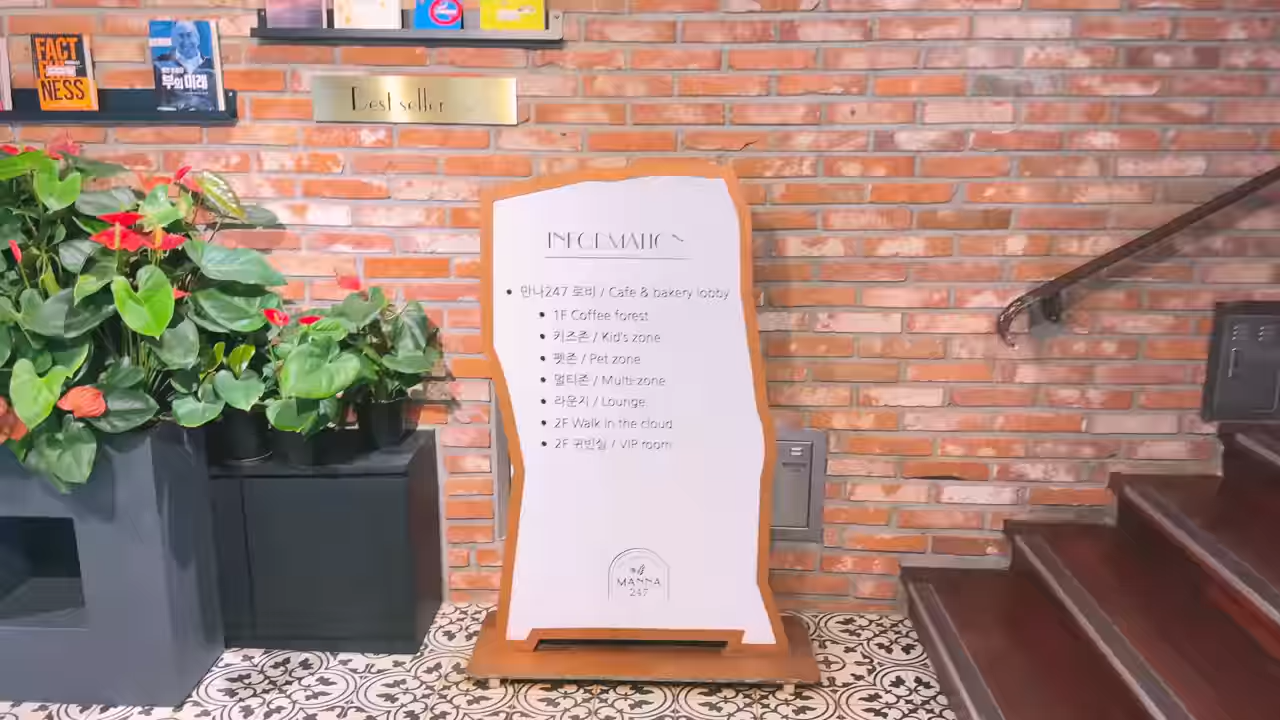 FACT
NESS
부의 미래
Best seller
INFORMATION
• 만나247 로비 / Cafe & bakery lobby
• 1F Coffee forest
• 키즈존 / Kid's zone
• 펫존 / Pet zone
• 멀티존 / Multi-zone
• 라운지 / Lounge
• 2F Walk in the cloud
• 2F 귀빈실 / VIP room
MANNA
247